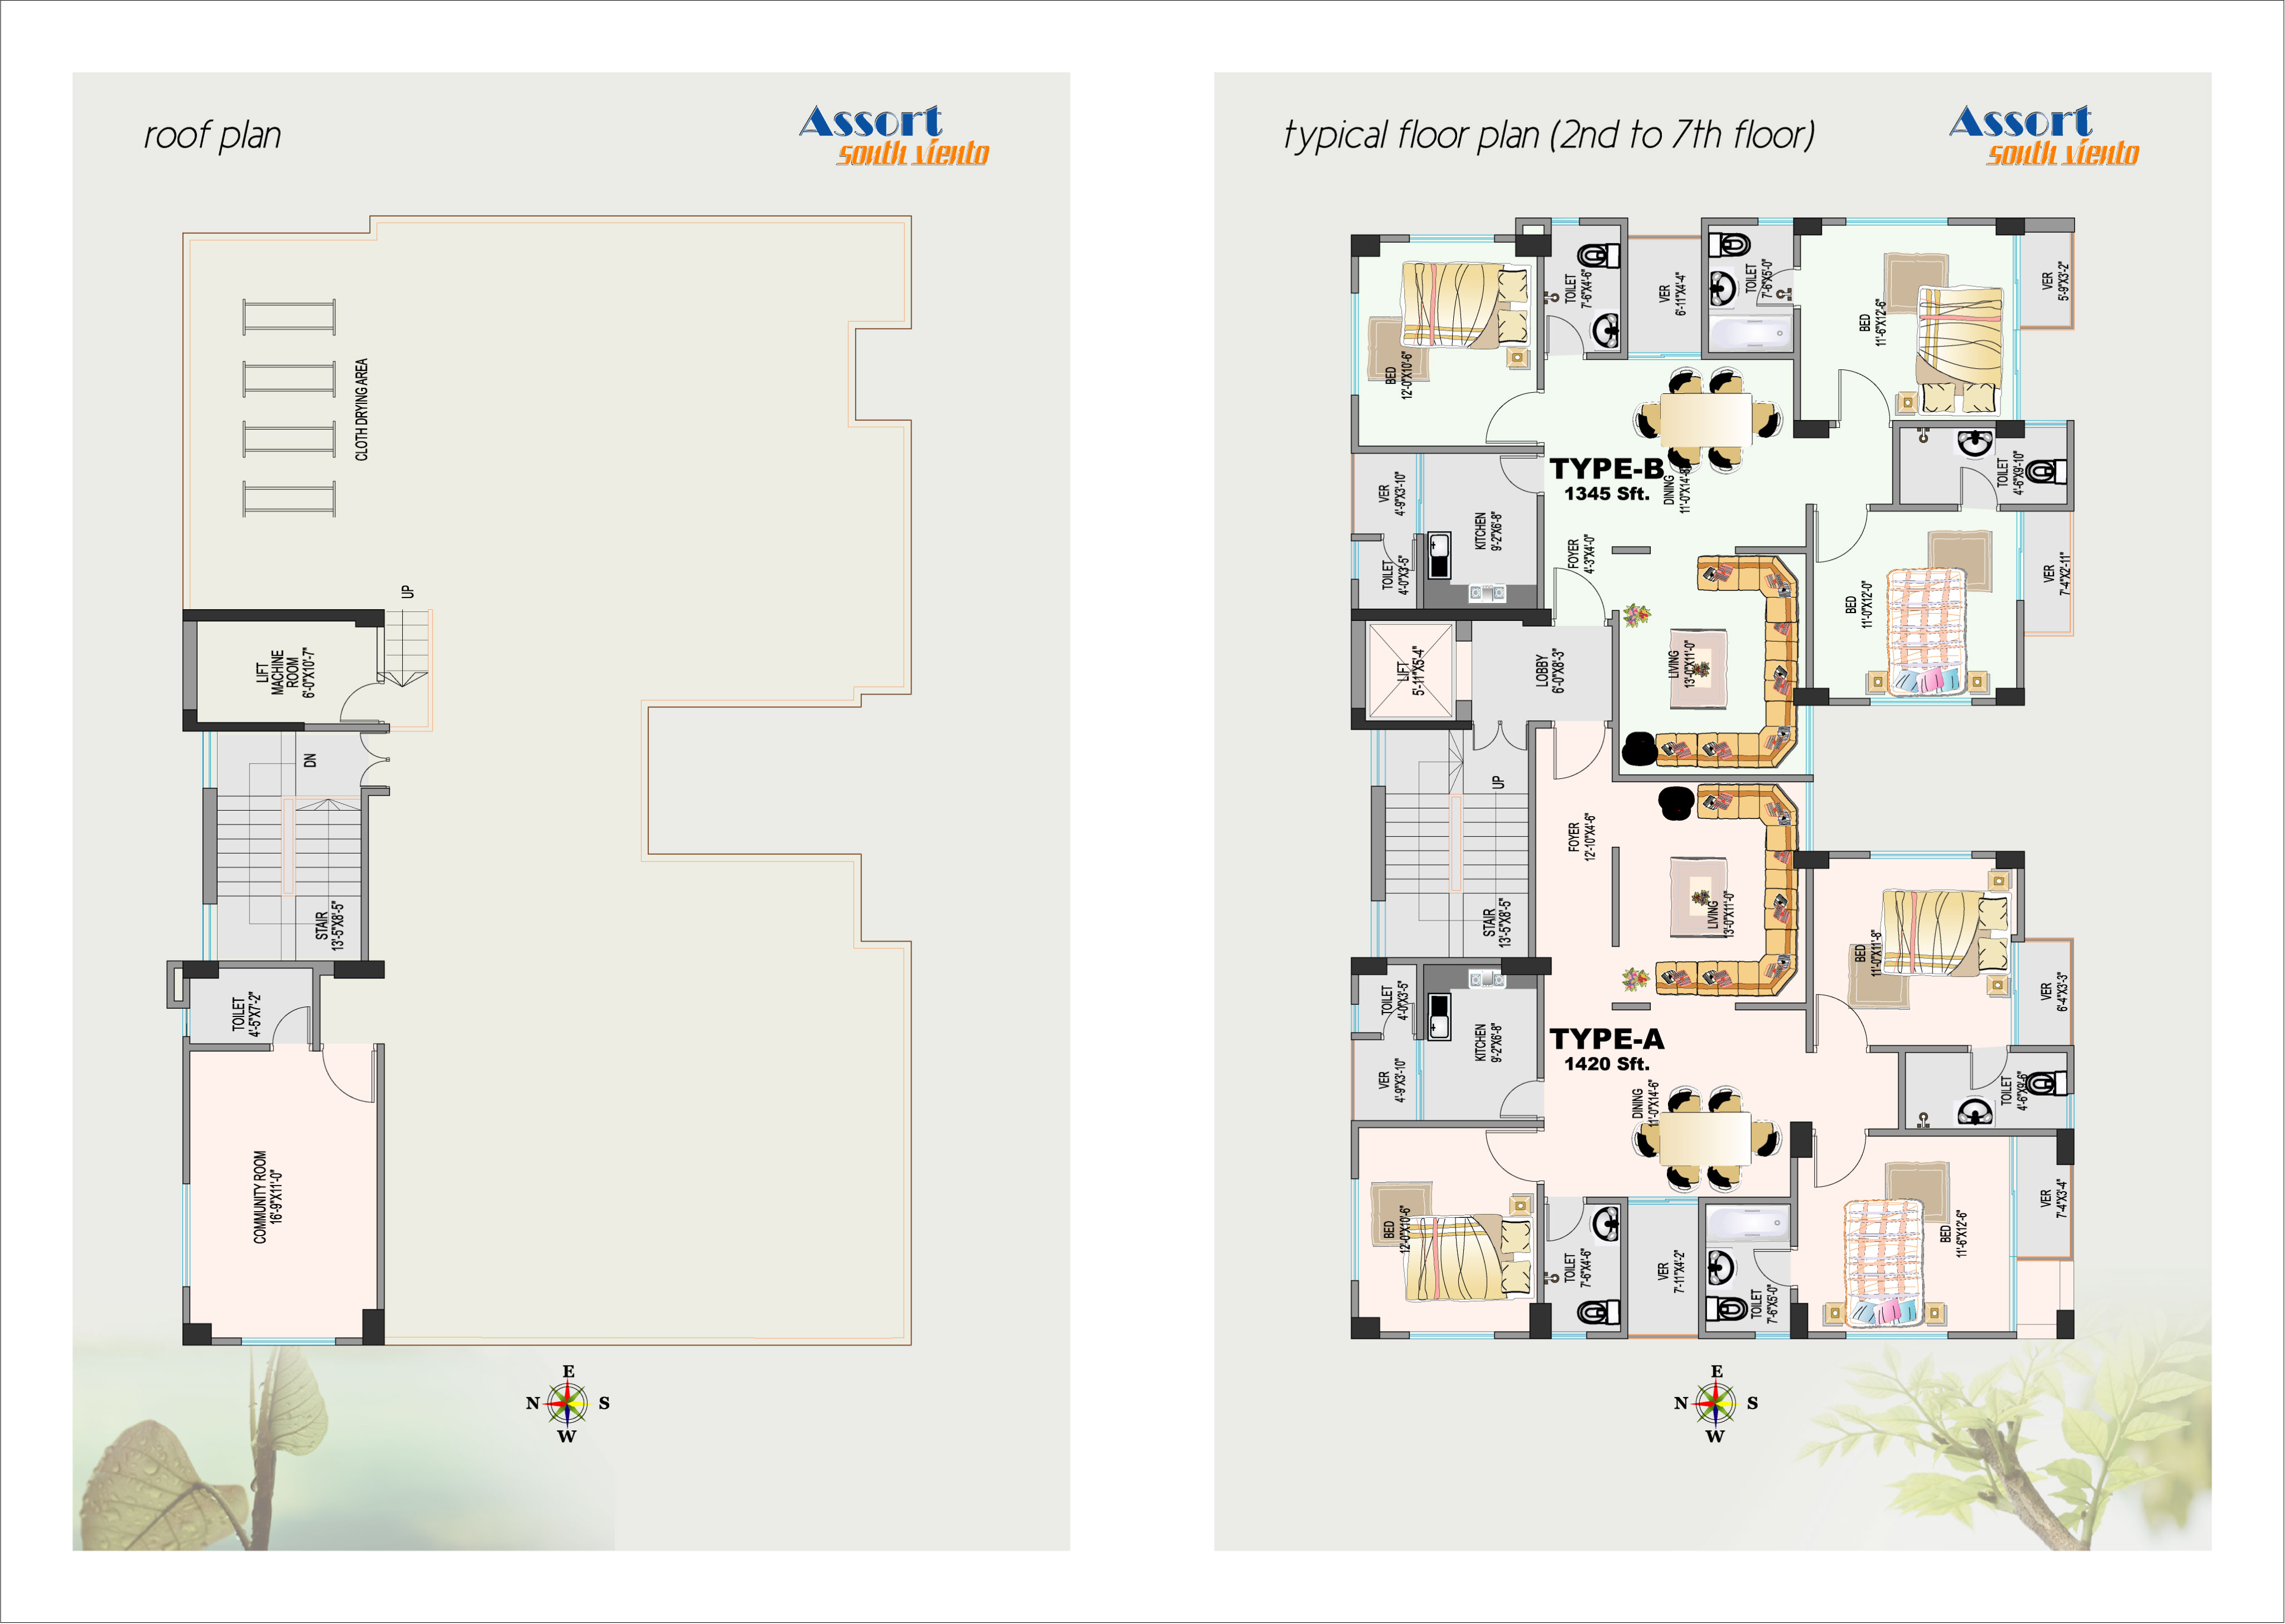 roof plan
Assort
south viento
CLOTH DRYING AREA
UP
LIFT
MACHINE
ROOM
6'-0"X10'-7"
DN
STAIR
13'-5"X8'-5"
TOILET
4'-5"X7'-2"
COMMUNITY ROOM
16'-9"X11'-0"
E
N
S
W
typical floor plan (2nd to 7th floor)
Assort
south viento
BED
12'-0"X10'-6"
TOILET
7'-6"X4'-6"
VER
6'-11"X4'-4"
TOILET
7'-6"X5'-0"
BED
11'-6"X12'-6"
VER
5'-9"X3'-2"
TYPE-B
1345 Sft.
DINING
11'-0"X14'-8"
VER
4'-9"X3'-10"
KITCHEN
9'-2"X6'-8"
TOILET
4'-0"X3'-5"
FOYER
4'-3"X4'-0"
TOILET
4'-6"X9'-10"
BED
11'-0"X12'-0"
VER
7'-4"X2'-11"
LIFT
5'-11"X5'-4"
LOBBY
6'-0"X8'-3"
LIVING
13'-0"X11'-0"
UP
STAIR
13'-5"X8'-5"
FOYER
12'-10"X4'-6"
LIVING
13'-0"X11'-0"
BED
11'-0"X11'-8"
VER
6'-4"X3'-3"
TOILET
4'-0"X3'-5"
KITCHEN
9'-2"X6'-8"
VER
4'-9"X3'-10"
TYPE-A
1420 Sft.
DINING
11'-0"X14'-6"
TOILET
4'-6"X9'-6"
BED
12'-0"X10'-6"
TOILET
7'-6"X4'-6"
VER
7'-11"X4'-2"
TOILET
7'-6"X5'-0"
BED
11'-6"X12'-6"
VER
7'-4"X3'-4"
E
N
S
W